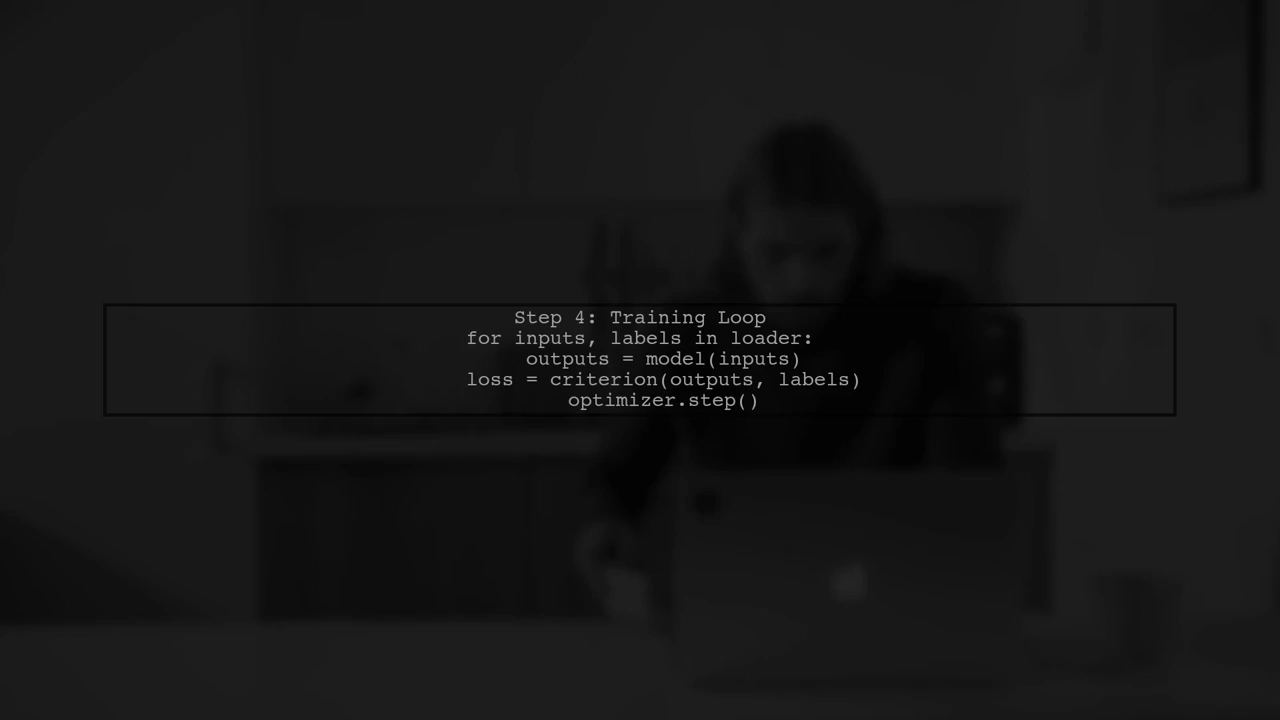 Step 4: Training Loop
for inputs, labels in loader:
outputs = model(inputs)
loss = criterion(outputs, labels)
optimizer.step()